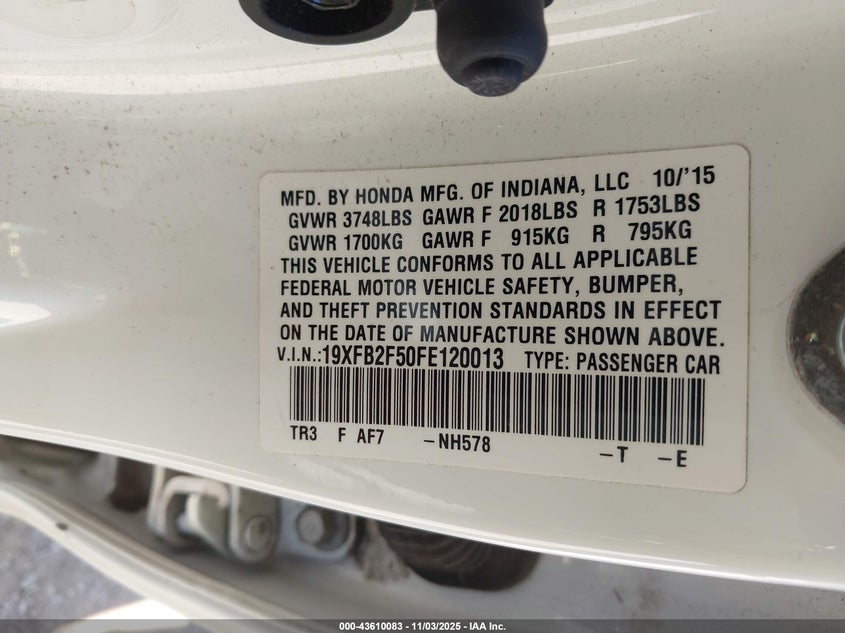 MFD. BY HONDA MFG. OF INDIANA, LLC 10/'15
GVWR 3748LBS GAWR F 2018LBS R 1753LBS
GVWR 1700KG GAWR F 915KG R 795KG
THIS VEHICLE CONFORMS TO ALL APPLICABLE
FEDERAL MOTOR VEHICLE SAFETY, BUMPER,
AND THEFT PREVENTION STANDARDS IN EFFECT
ON THE DATE OF MANUFACTURE SHOWN ABOVE.
V.I.N.:19XFB2F50FE120013 TYPE: PASSENGER CAR
TR3 F AF7 -NH578 -T -E
000-43610083 - 11/03/2025 - IAA Inc.